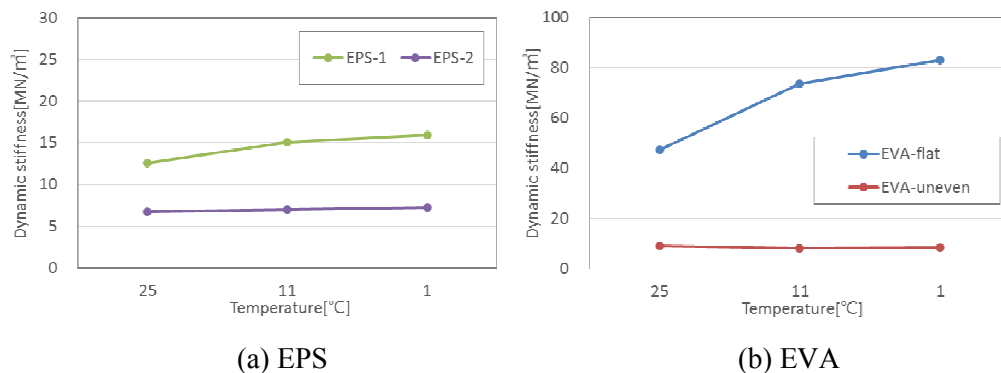 Dynamic stiffness[MN/㎥]
30
25
20
15
10
5
0
EPS-1 EPS-2
25 11 1
Temperature[℃]
(a) EPS
Dynamic stiffness[MN/㎥]
100
80
60
40
20
0
EVA-flat
EVA-uneven
25 11 1
Temperature[℃]
(b) EVA